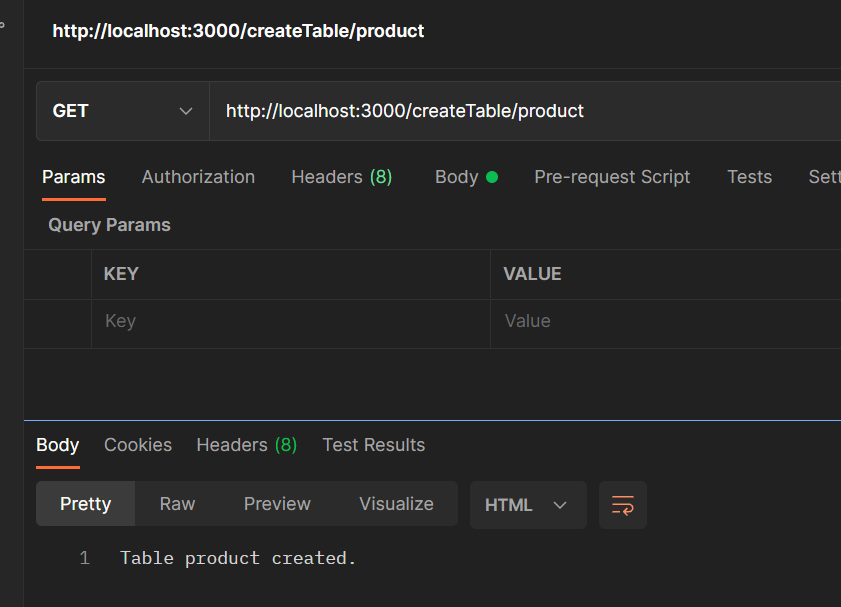 http://localhost:3000/createTable/product
GET http://localhost:3000/createTable/product
Params Authorization Headers (8) Body Pre-request Script Tests Sett
Query Params
KEY VALUE
Key Value
Body Cookies Headers (8) Test Results
Pretty Raw Preview Visualize HTML
1 Table product created.